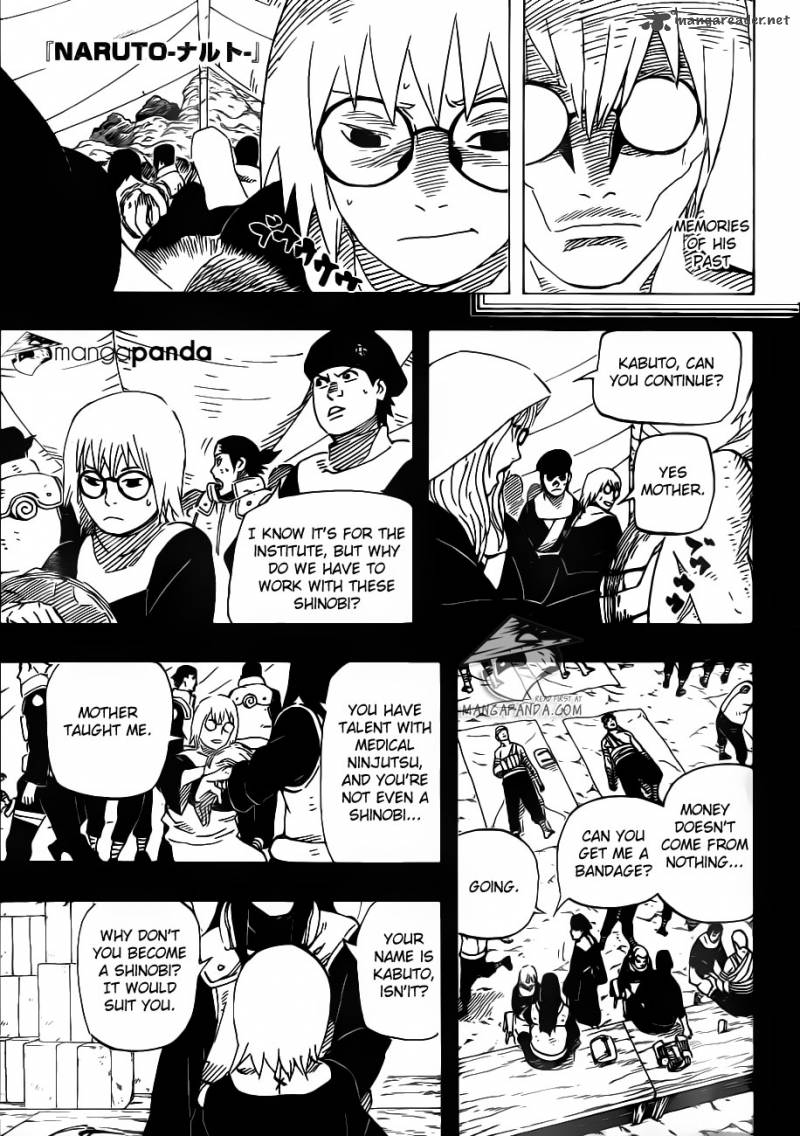 mangareader.net
『NARUTO-ナルト-』
MEMORIES
OF HIS
PAST
mangapanda
KABUTO, CAN
YOU CONTINUE?
YES
MOTHER.
I KNOW IT'S FOR THE
INSTITUTE, BUT WHY
DO WE HAVE TO
WORK WITH THESE
SHINOBI?
READ FIRST AT
MANGAPANDA.COM
MONEY
DOESN'T
COME FROM
NOTHING...
CAN YOU
GET ME A
BANDAGE?
GOING.
YOU HAVE
TALENT WITH
MEDICAL
NINJUTSU,
AND YOU'RE
NOT EVEN A
SHINOBI...
MOTHER
TAUGHT ME.
YOUR
NAME IS
KABUTO,
ISN'T IT?
WHY DON'T
YOU BECOME
A SHINOBI?
IT WOULD
SUIT YOU.